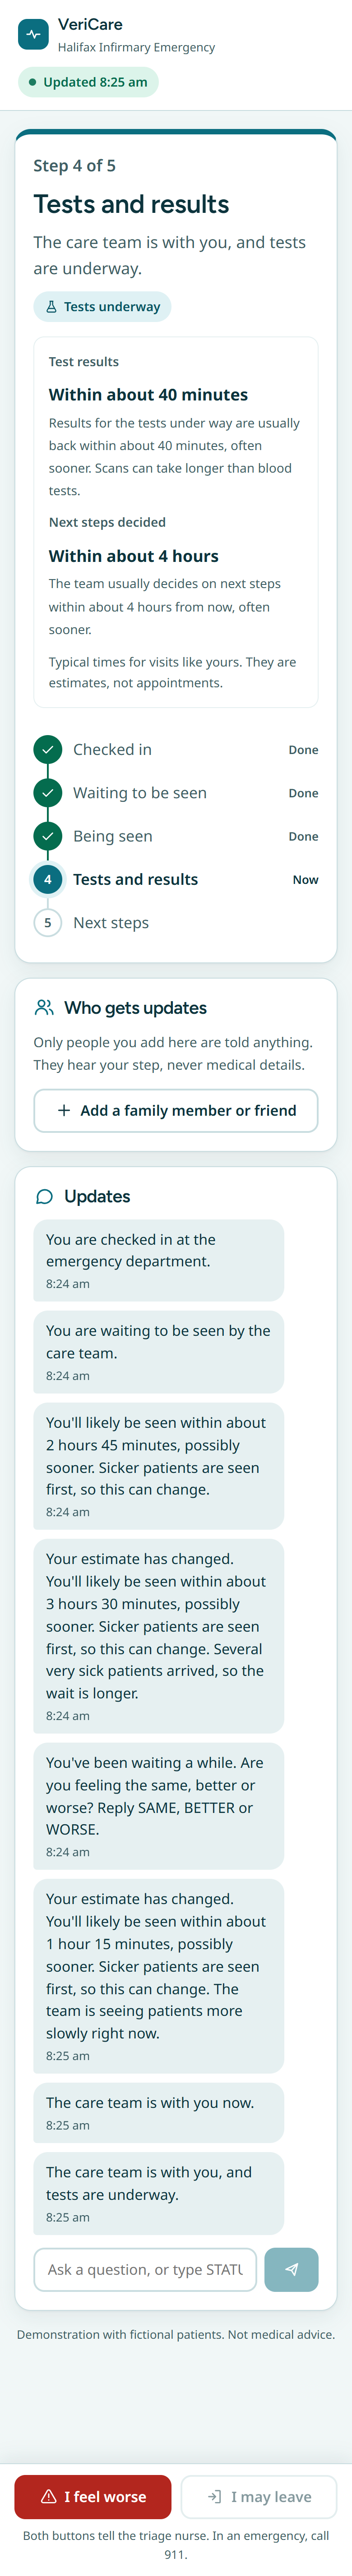 VeriCare
Halifax Infirmary Emergency
Updated 8:25 am
Step 4 of 5
Tests and results
The care team is with you, and tests
are underway.
Tests underway
Test results
Within about 40 minutes
Results for the tests under way are usually
back within about 40 minutes, often
sooner. Scans can take longer than blood
tests.
Next steps decided
Within about 4 hours
The team usually decides on next steps
within about 4 hours from now, often
sooner.
Typical times for visits like yours. They are
estimates, not appointments.
Checked in Done
Waiting to be seen Done
Being seen Done
4 Tests and results Now
5 Next steps
Who gets updates
Only people you add here are told anything.
They hear your step, never medical details.
Add a family member or friend
Updates
You are checked in at the
emergency department.
8:24 am
You are waiting to be seen by the
care team.
8:24 am
You'll likely be seen within about
2 hours 45 minutes, possibly
sooner. Sicker patients are seen
first, so this can change.
8:24 am
Your estimate has changed.
You'll likely be seen within about
3 hours 30 minutes, possibly
sooner. Sicker patients are seen
first, so this can change. Several
very sick patients arrived, so the
wait is longer.
8:24 am
You've been waiting a while. Are
you feeling the same, better or
worse? Reply SAME, BETTER or
WORSE.
8:24 am
Your estimate has changed.
You'll likely be seen within about
1 hour 15 minutes, possibly
sooner. Sicker patients are seen
first, so this can change. The
team is seeing patients more
slowly right now.
8:25 am
The care team is with you now.
8:25 am
The care team is with you, and
tests are underway.
8:25 am
Ask a question, or type STATU
Demonstration with fictional patients. Not medical advice.
I feel worse
I may leave
Both buttons tell the triage nurse. In an emergency, call
911.